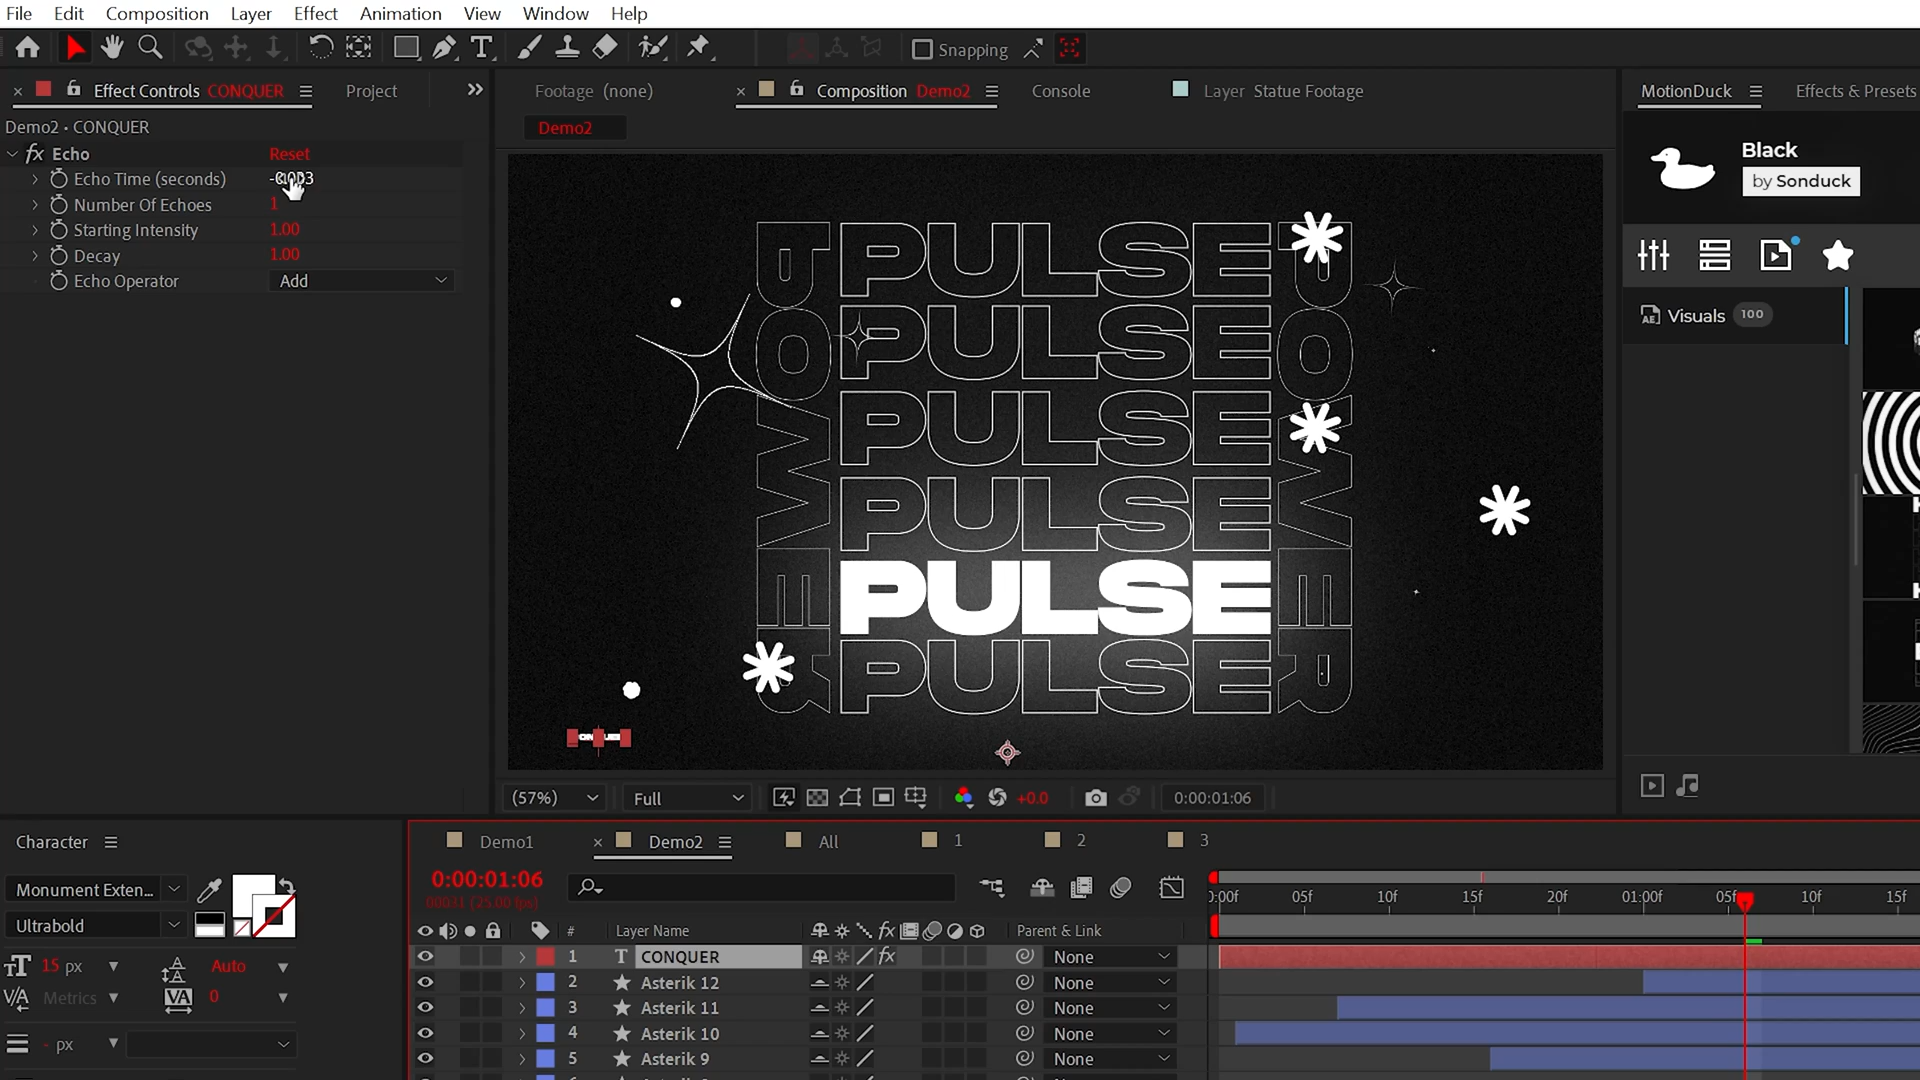 File Edit Composition Layer Effect Animation View Window Help
Snapping
Effect Controls CONQUER Project
Footage (none) Composition Demo2 Console Layer Statue Footage
MotionDuck Effects & Presets
Demo2 • CONQUER
Demo2
fx Echo Reset
Echo Time (seconds)
Number Of Echoes 1
Starting Intensity 1.00
Decay 1.00
Echo Operator Add
Black
by Sonduck
Visuals 100
PULSE
PULSE
PULSE
PULSE
PULSE
PULSE
POWER
POWER
(57%) Full +0.0 0:00:01:06
Character
Monument Exten...
Ultrabold
15 px Auto
Metrics 0
- px
Demo1 Demo2 All 1 2 3
0:00:01:06
00031 (25.00 fps)
05f 10f 15f 20f 01:00f 05f 10f 15f
# Layer Name fx Parent & Link
1 T CONQUER fx None
2 Asterik 12 None
3 Asterik 11 None
4 Asterik 10 None
5 Asterik 9 None